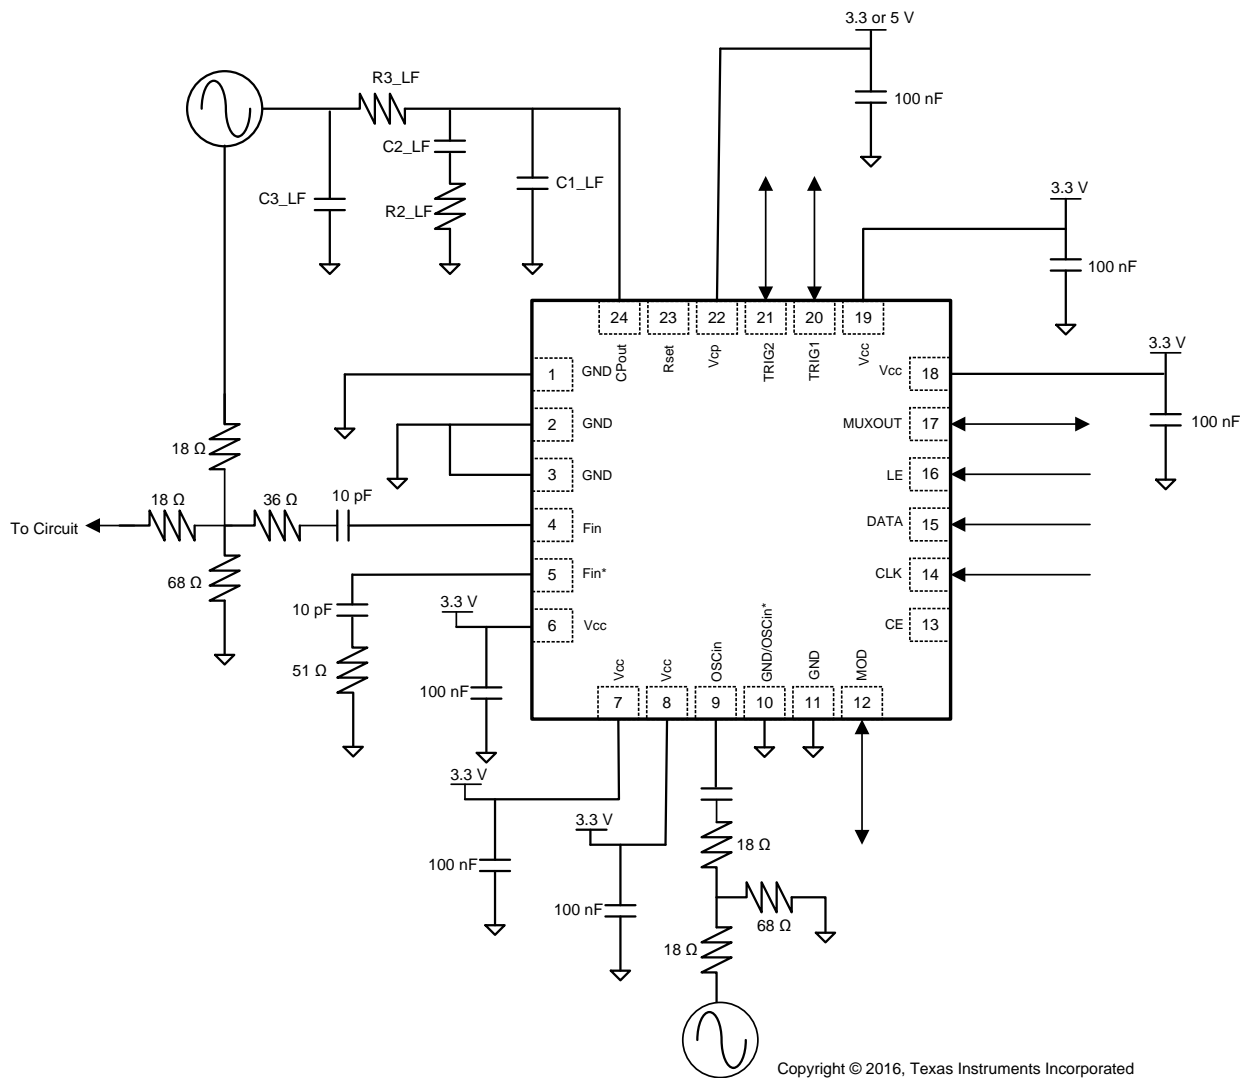 3.3 or 5 V
100 nF
R3_LF
C2_LF
C3_LF
R2_LF
C1_LF
3.3 V
100 nF
24
23
22
21
20
19
CPout
Rset
Vcp
TRIG2
TRIG1
Vcc
3.3 V
100 nF
1
GND
Vcc
18
2
GND
MUXOUT
17
3
GND
LE
16
4
Fin
DATA
15
5
Fin*
CLK
14
6
Vcc
CE
13
18 Ω
18 Ω
36 Ω
10 pF
To Circuit
68 Ω
10 pF
51 Ω
3.3 V
100 nF
Vcc
Vcc
OSCin
GND/OSCin*
GND
MOD
7
8
9
10
11
12
3.3 V
100 nF
3.3 V
100 nF
18 Ω
68 Ω
18 Ω
Copyright © 2016, Texas Instruments Incorporated